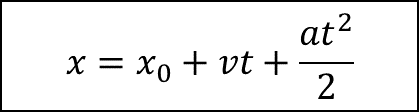 x = x₀ + vt + at²/2